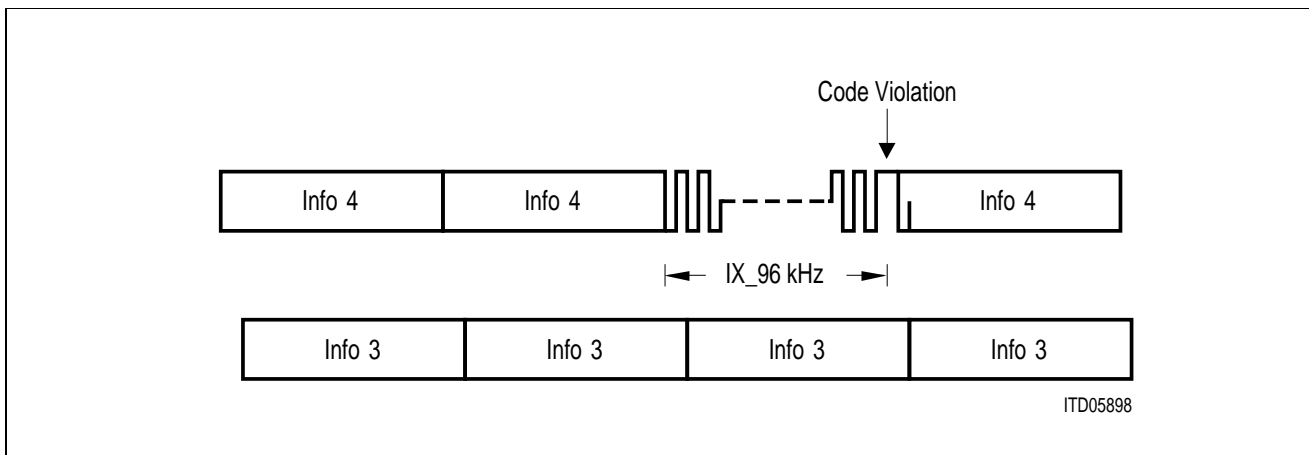 Code Violation
Info 4 Info 4 Info 4
IX_96 kHz
Info 3 Info 3 Info 3 Info 3
ITD05898